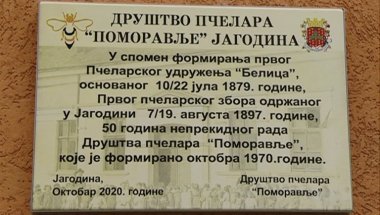 ДРУШТВО ПЧЕЛАРА
“ПОМОРАВЉЕ” ЈАГОДИНА
У спомен формирања првог
Пчеларског удружења “Белица”,
основаног 10/22 јула 1879. године,
Првог пчеларског збора одржаног
у Јагодини 7/19. августа 1897. године,
50 година непрекидног рада
Друштва пчелара “Поморавље”,
које је формирано октобра 1970.године.
Јагодина,
Октобар 2020. године
Друштво пчелара
“Поморавље”